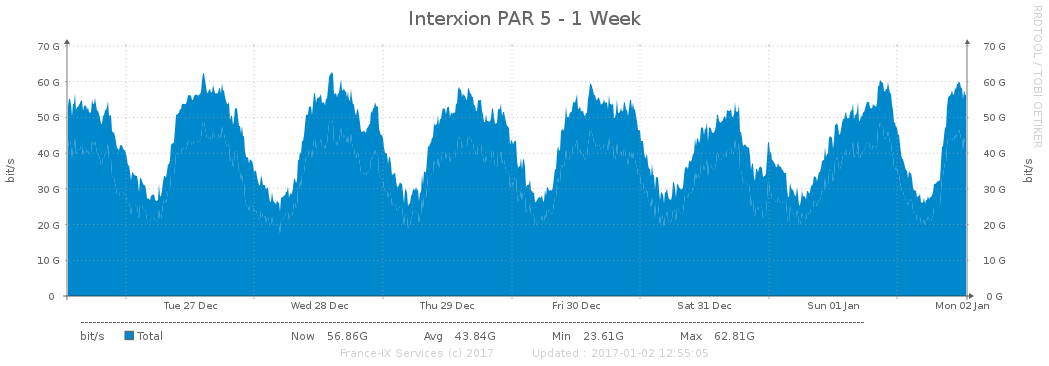 Interxion PAR 5 - 1 Week
RRDTOOL / TOBI OETIKER
70 G 70 G
60 G 60 G
50 G 50 G
40 G 40 G
30 G 30 G
20 G 20 G
10 G 10 G
0 0 G
bit/s bit/s
Tue 27 Dec Wed 28 Dec Thu 29 Dec Fri 30 Dec Sat 31 Dec Sun 01 Jan Mon 02 Jan
bit/s Total Now 56.86G Avg 43.84G Min 23.61G Max 62.81G
France-IX Services (c) 2017 Updated : 2017-01-02 12:55:05